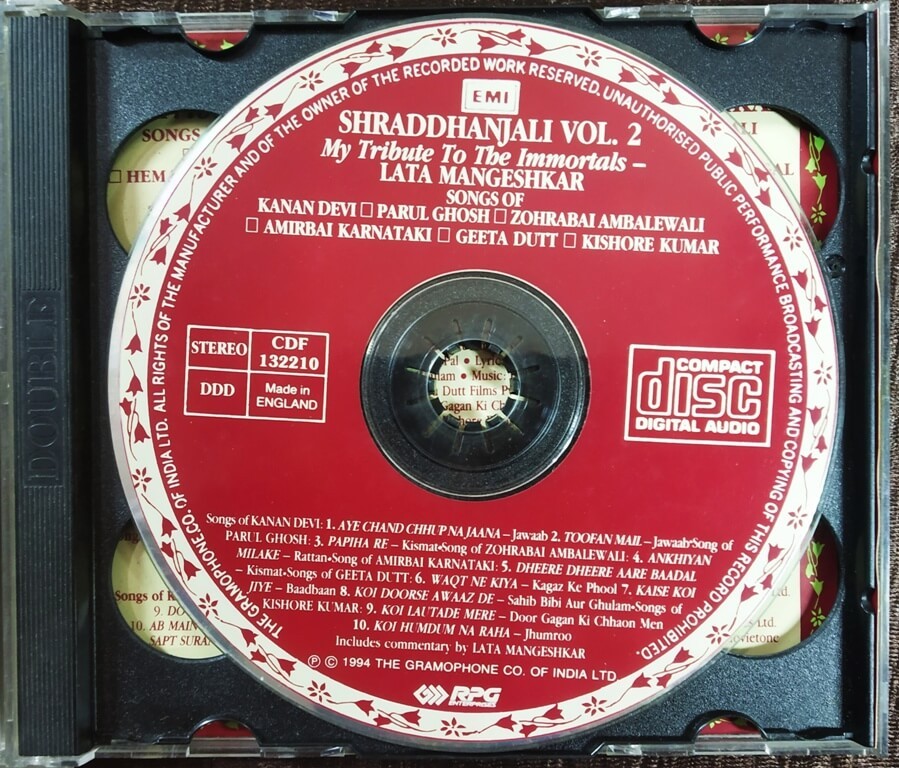 THE GRAMOPHONE CO. OF INDIA LTD. ALL RIGHTS OF THE MANUFACTURER AND OF THE OWNER OF THE RECORDED WORK RESERVED. UNAUTHORISED PUBLIC PERFORMANCE BROADCASTING AND COPYING OF THIS RECORD PROHIBITED.
EMI
SHRADDHANJALI VOL. 2
My Tribute To The Immortals –
LATA MANGESHKAR
SONGS OF
KANAN DEVI □ PARUL GHOSH □ ZOHRABAI AMBALEWALI
□ AMIRBAI KARNATAKI □ GEETA DUTT □ KISHORE KUMAR
STEREO CDF 132210
DDD Made in ENGLAND
COMPACT
disc
DIGITAL AUDIO
Songs of KANAN DEVI: 1. AYE CHAND CHHUP NA JAANA – Jawaab 2. TOOFAN MAIL – Jawaab•Song of
PARUL GHOSH: 3. PAPIHA RE – Kismat•Song of ZOHRABAI AMBALEWALI: 4. ANKHIYAN
MILAKE – Rattan•Song of AMIRBAI KARNATAKI: 5. DHEERE DHEERE AARE BAADAL
– Kismat•Songs of GEETA DUTT: 6. WAQT NE KIYA – Kagaz Ke Phool 7. KAISE KOI
JIYE – Baadbaan 8. KOI DOORSE AWAAZ DE – Sahib Bibi Aur Ghulam•Songs of
KISHORE KUMAR: 9. KOI LAUTADE MERE – Door Gagan Ki Chhaon Men
10. KOI HUMDUM NA RAHA – Jhumroo
Includes commentary by LATA MANGESHKAR
Ⓟ © 1994 THE GRAMOPHONE CO. OF INDIA LTD.
RPG
ENTERPRISES
DOUBLE
SONGS
□ HEM
Songs of
9.
10. AB MAIN
Pal • 
• Music:
Dutt Films
Gagan Ki
Ltd.